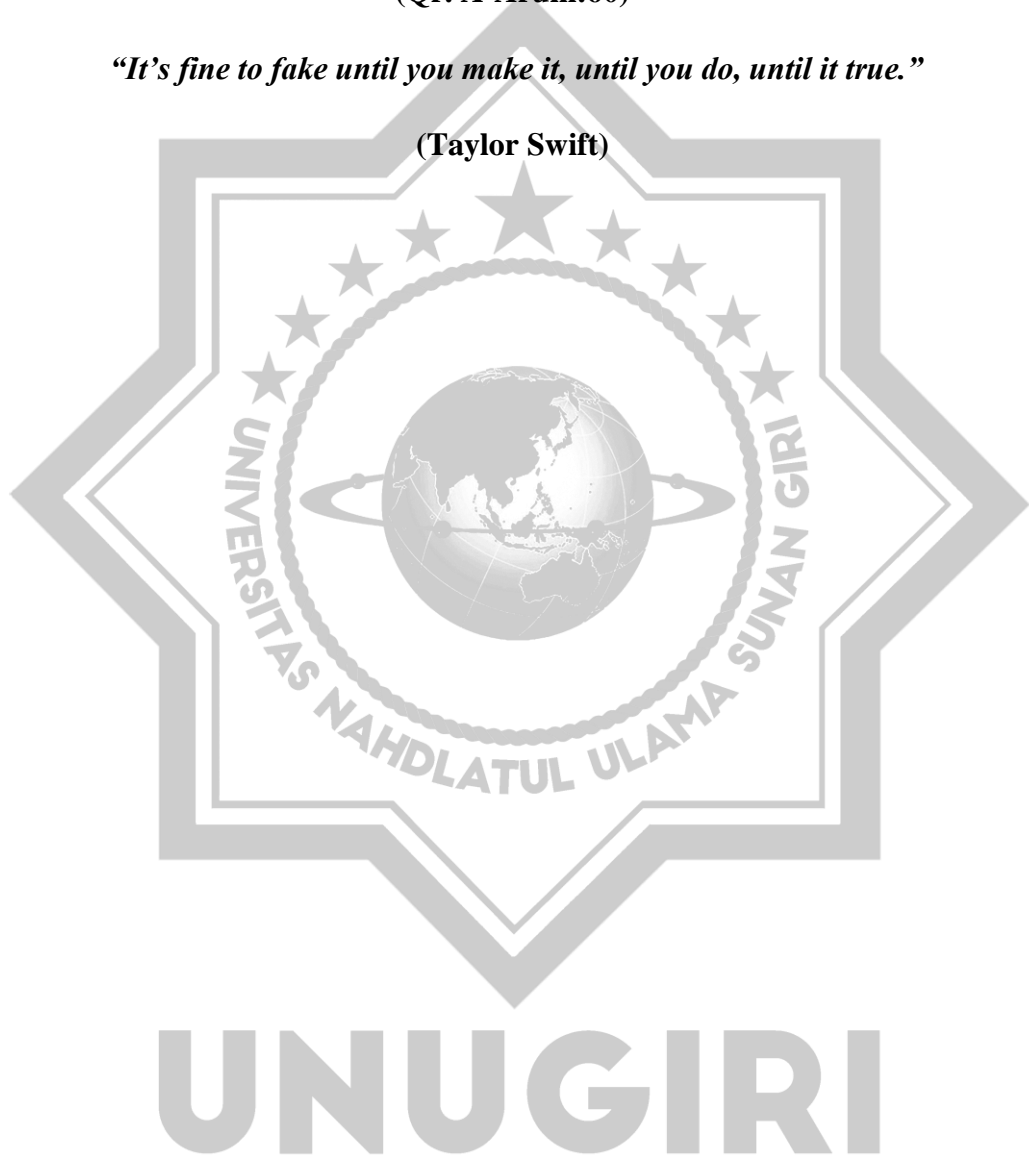 “It’s fine to fake until you make it, until you do, until it true.”
(Taylor Swift)
UNIVERSITAS NAHDLATUL ULAMA SUNAN GIRI
UNUGIRI